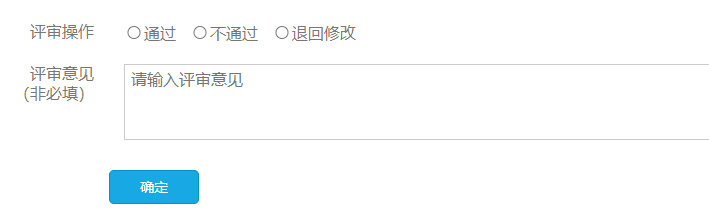 评审操作 通过 不通过 退回修改
评审意见
(非必填)
请输入评审意见
确定